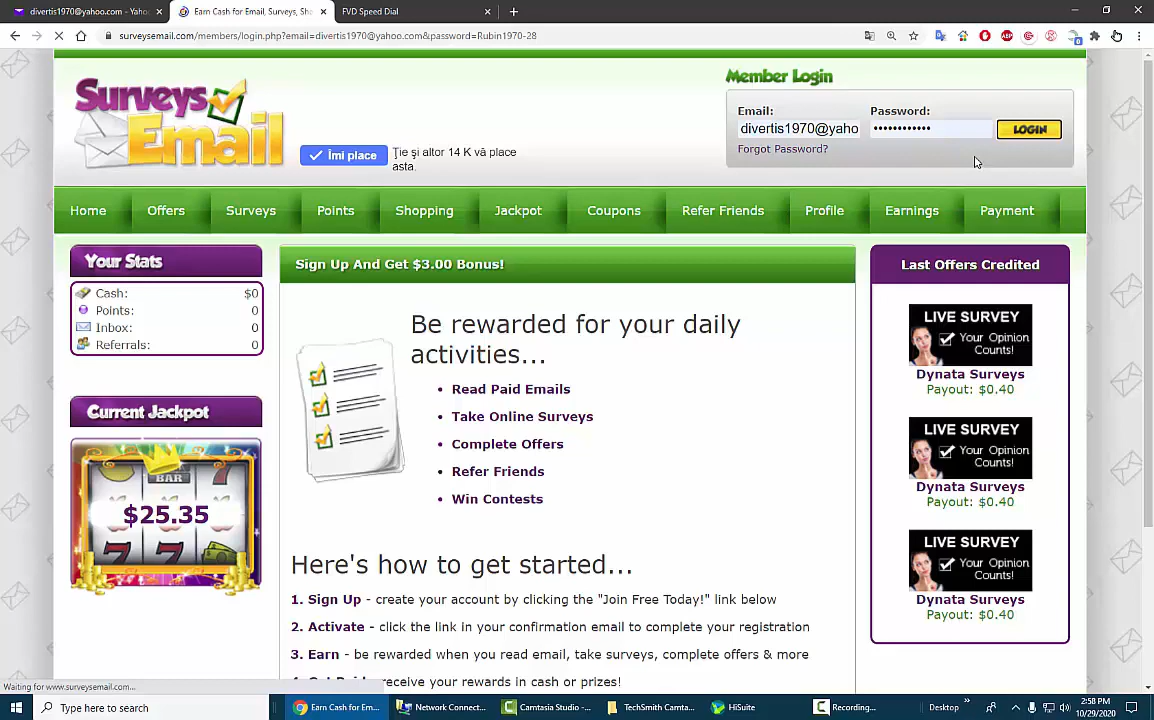 divertis1970@yahoo.com - Yaho
Earn Cash for Email, Surveys, Sho
FVD Speed Dial
surveysemail.com/members/login.php?email=divertis1970@yahoo.com&password=Rubin1970-28
Surveys
Email
Îmi place
Ţie şi altor 14 K vă place
asta.
Member Login
Email:
Password:
divertis1970@yaho
••••••••••••
LOGIN
Forgot Password?
Home
Offers
Surveys
Points
Shopping
Jackpot
Coupons
Refer Friends
Profile
Earnings
Payment
Your Stats
Cash: $0
Points: 0
Inbox: 0
Referrals: 0
Current Jackpot
BAR
$25.35
7 7
Sign Up And Get $3.00 Bonus!
Be rewarded for your daily
activities...
• Read Paid Emails
• Take Online Surveys
• Complete Offers
• Refer Friends
• Win Contests
Here's how to get started...
1. Sign Up - create your account by clicking the "Join Free Today!" link below
2. Activate - click the link in your confirmation email to complete your registration
3. Earn - be rewarded when you read email, take surveys, complete offers & more
receive your rewards in cash or prizes!
Last Offers Credited
LIVE SURVEY
Your Opinion
Counts!
Dynata Surveys
Payout: $0.40
LIVE SURVEY
Your Opinion
Counts!
Dynata Surveys
Payout: $0.40
LIVE SURVEY
Your Opinion
Counts!
Dynata Surveys
Payout: $0.40
Waiting for www.surveysemail.com...
Type here to search
Earn Cash for Em...
Network Connect...
Camtasia Studio -...
TechSmith Camta...
HiSuite
Recording...
Desktop
2:58 PM
10/29/2020